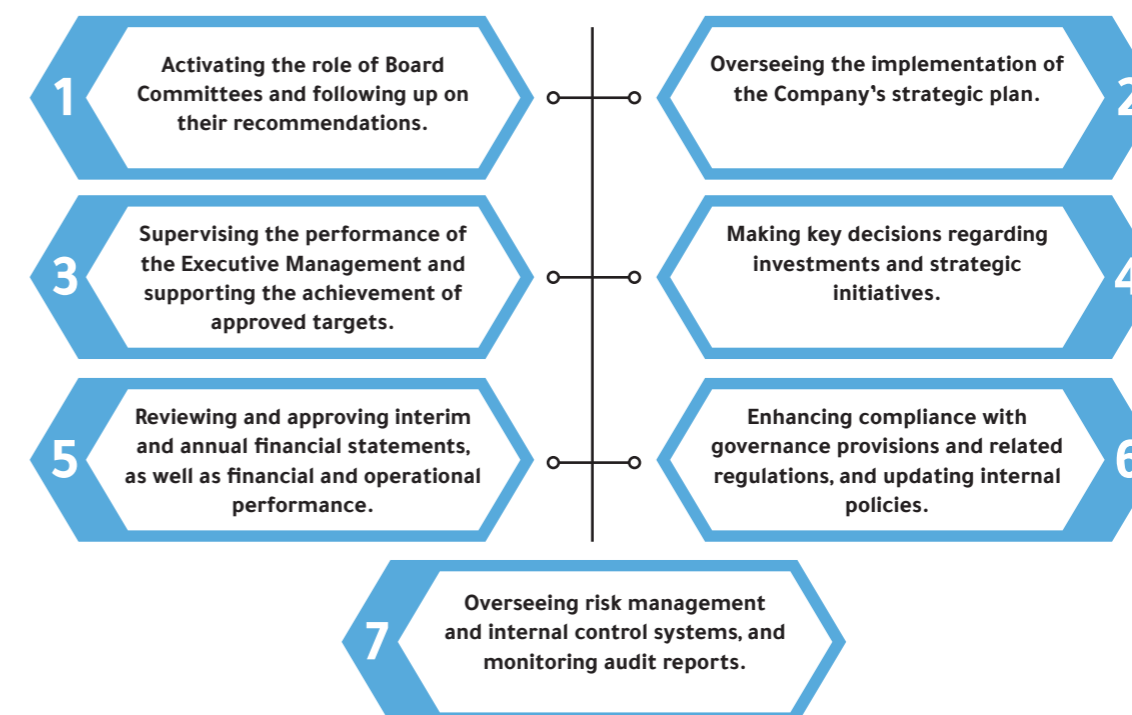 1
Activating the role of Board
Committees and following up on
their recommendations.
2
Overseeing the implementation of
the Company's strategic plan.
3
Supervising the performance of
the Executive Management and
supporting the achievement of
approved targets.
4
Making key decisions regarding
investments and strategic
initiatives.
5
Reviewing and approving interim
and annual financial statements,
as well as financial and operational
performance.
6
Enhancing compliance with
governance provisions and related
regulations, and updating internal
policies.
7
Overseeing risk management
and internal control systems, and
monitoring audit reports.